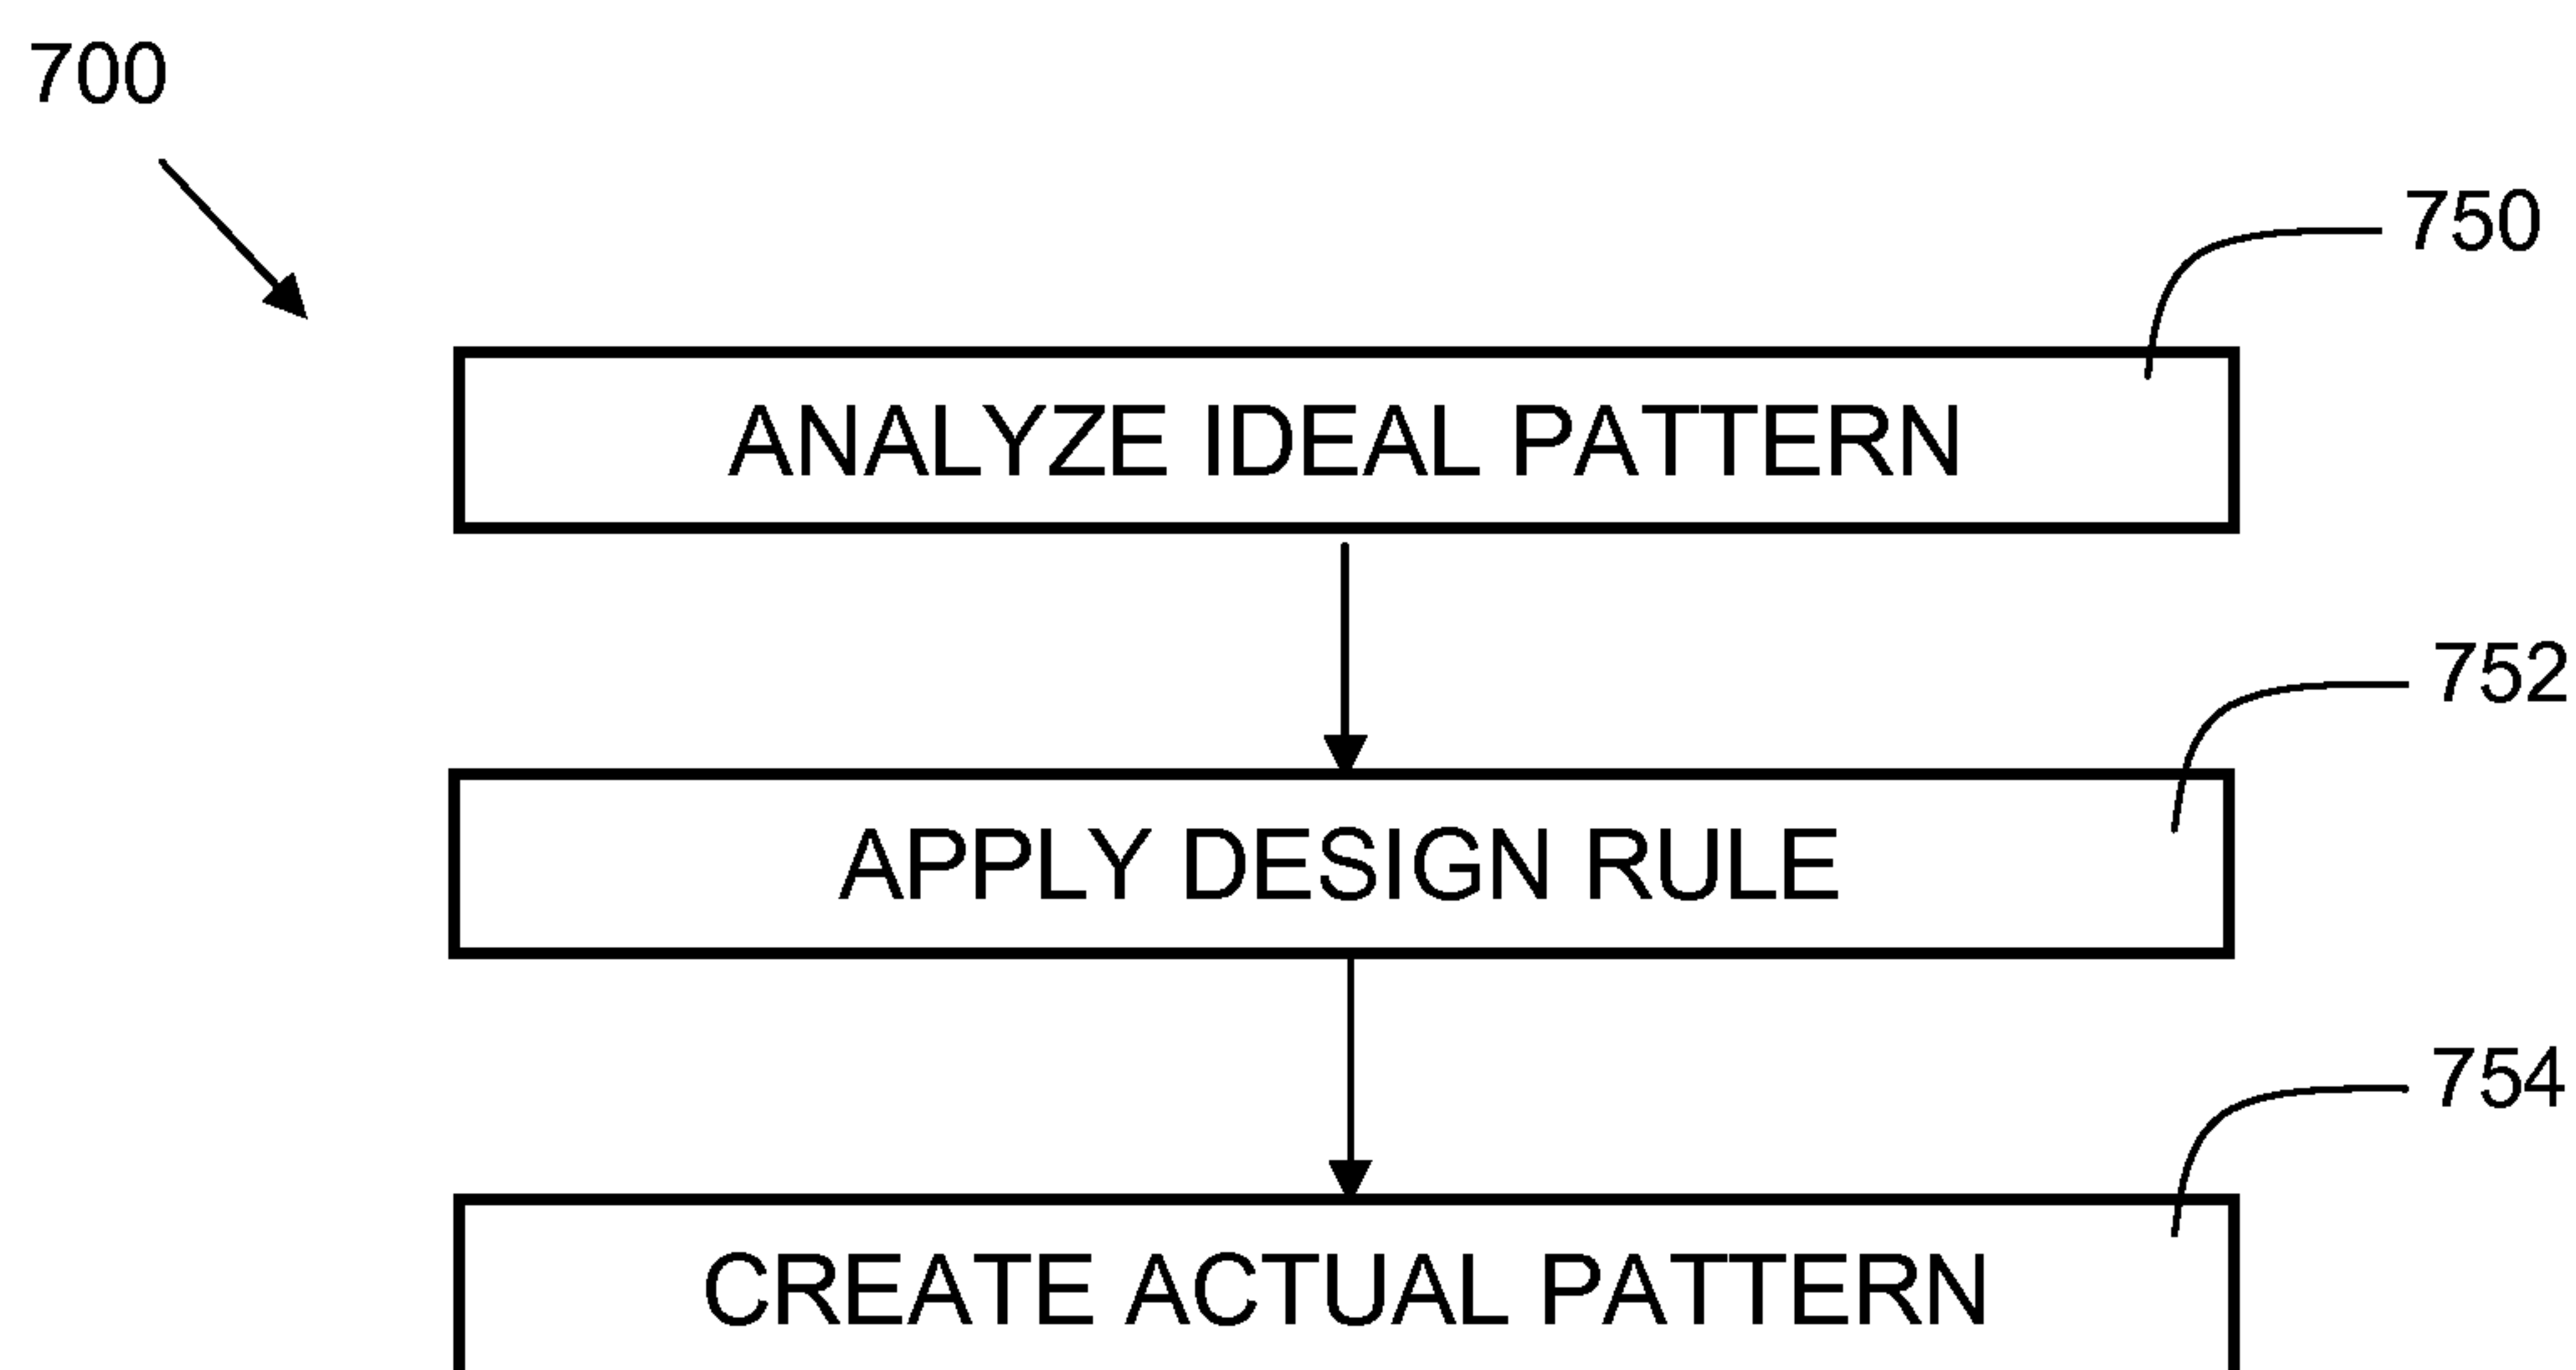 700
750
ANALYZE IDEAL PATTERN
752
APPLY DESIGN RULE
754
CREATE ACTUAL PATTERN